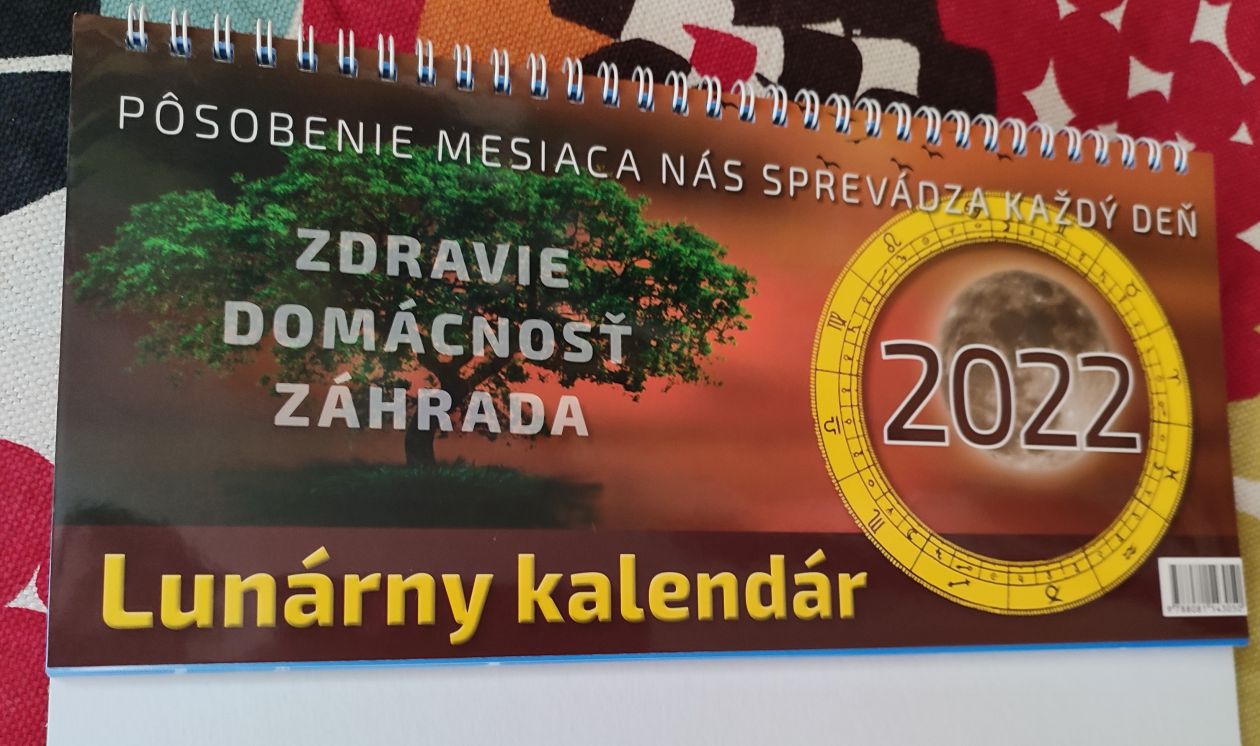 PÔSOBENIE MESIACA NÁS SPREVÁDZA KAŽDÝ DEŇ
ZDRAVIE
DOMÁCNOSŤ
ZÁHRADA
2022
Lunárny kalendár